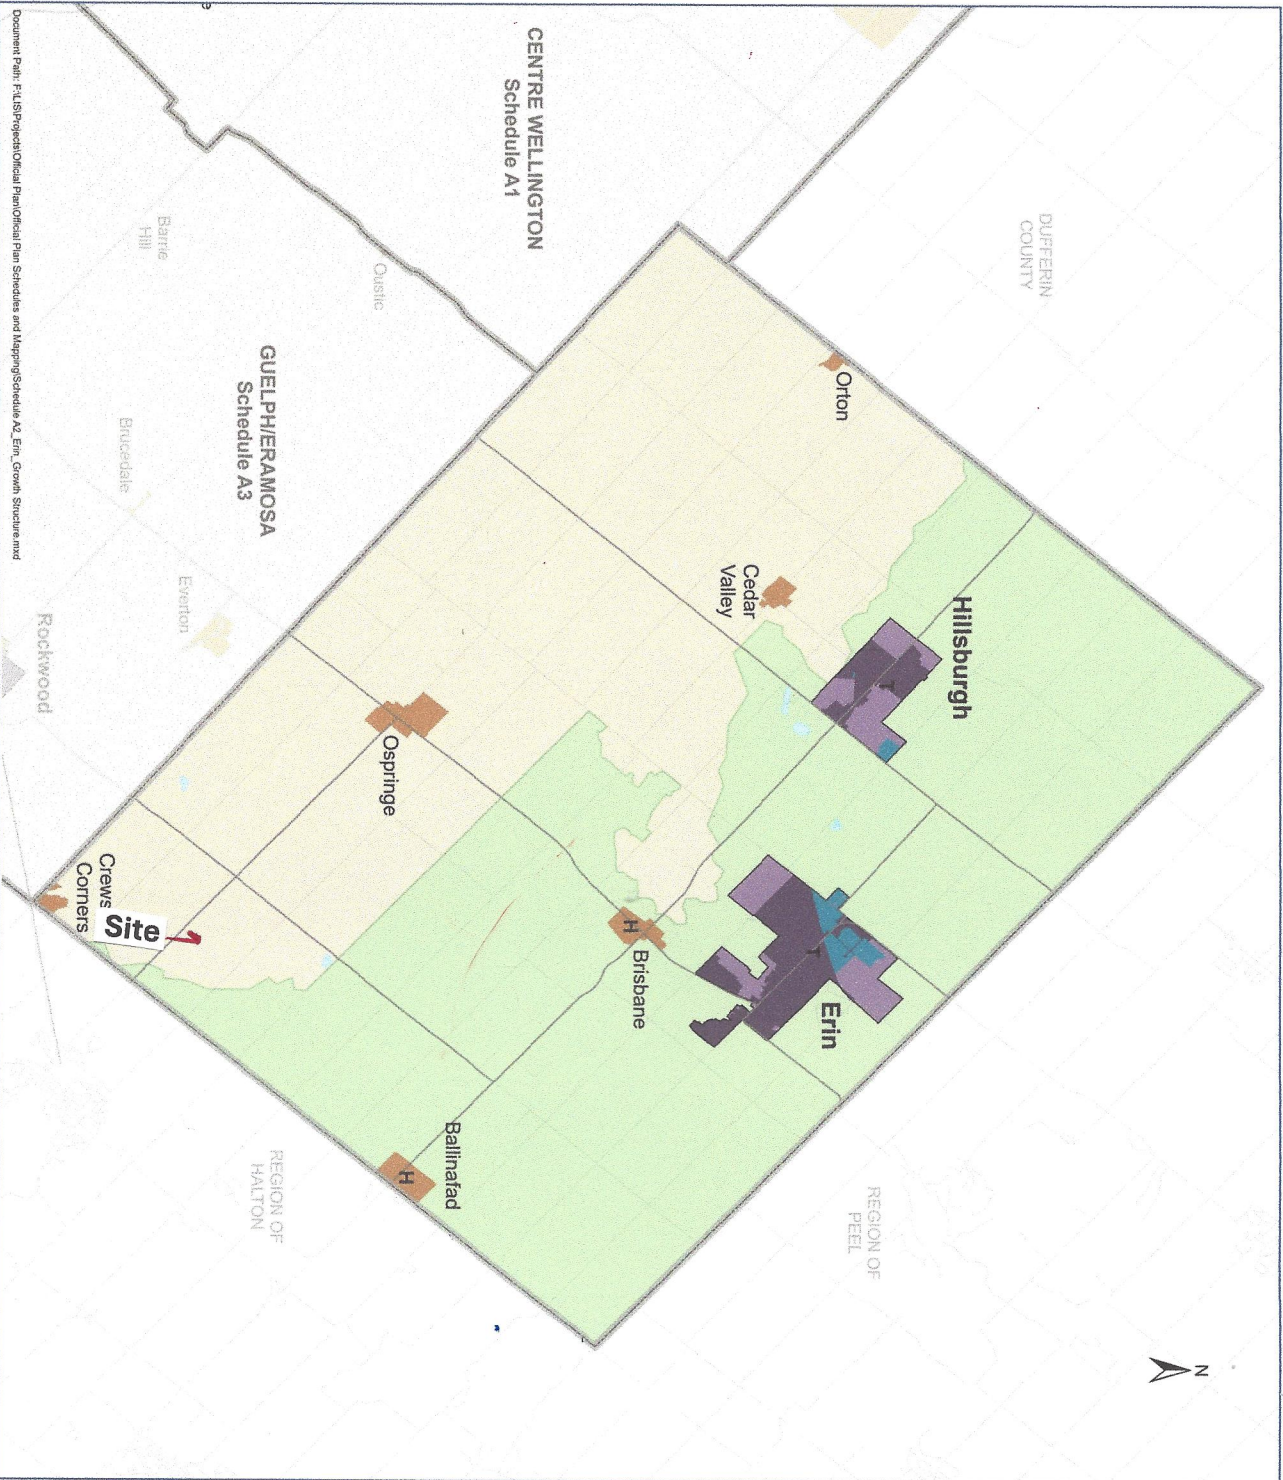 N
DUFFERIN
COUNTY
Hillsburgh
T
REGION OF
PEEL
Orton
Erin
T
Cedar
Valley
Brisbane
H
CENTRE WELLINGTON
Schedule A1
Ballinafad
H
Ospringe
Oustic
REGION OF
HALTON
GUELPH/ERAMOSA
Schedule A3
e
Everton
Barrie
Hill
Site
Brucedale
Crews
Corners
Rockwood
Document Path: F:\LIS\Projects\Official Plan\Official Plan Schedules and Mapping\Schedule A2_Erin_Growth Structure.mxd